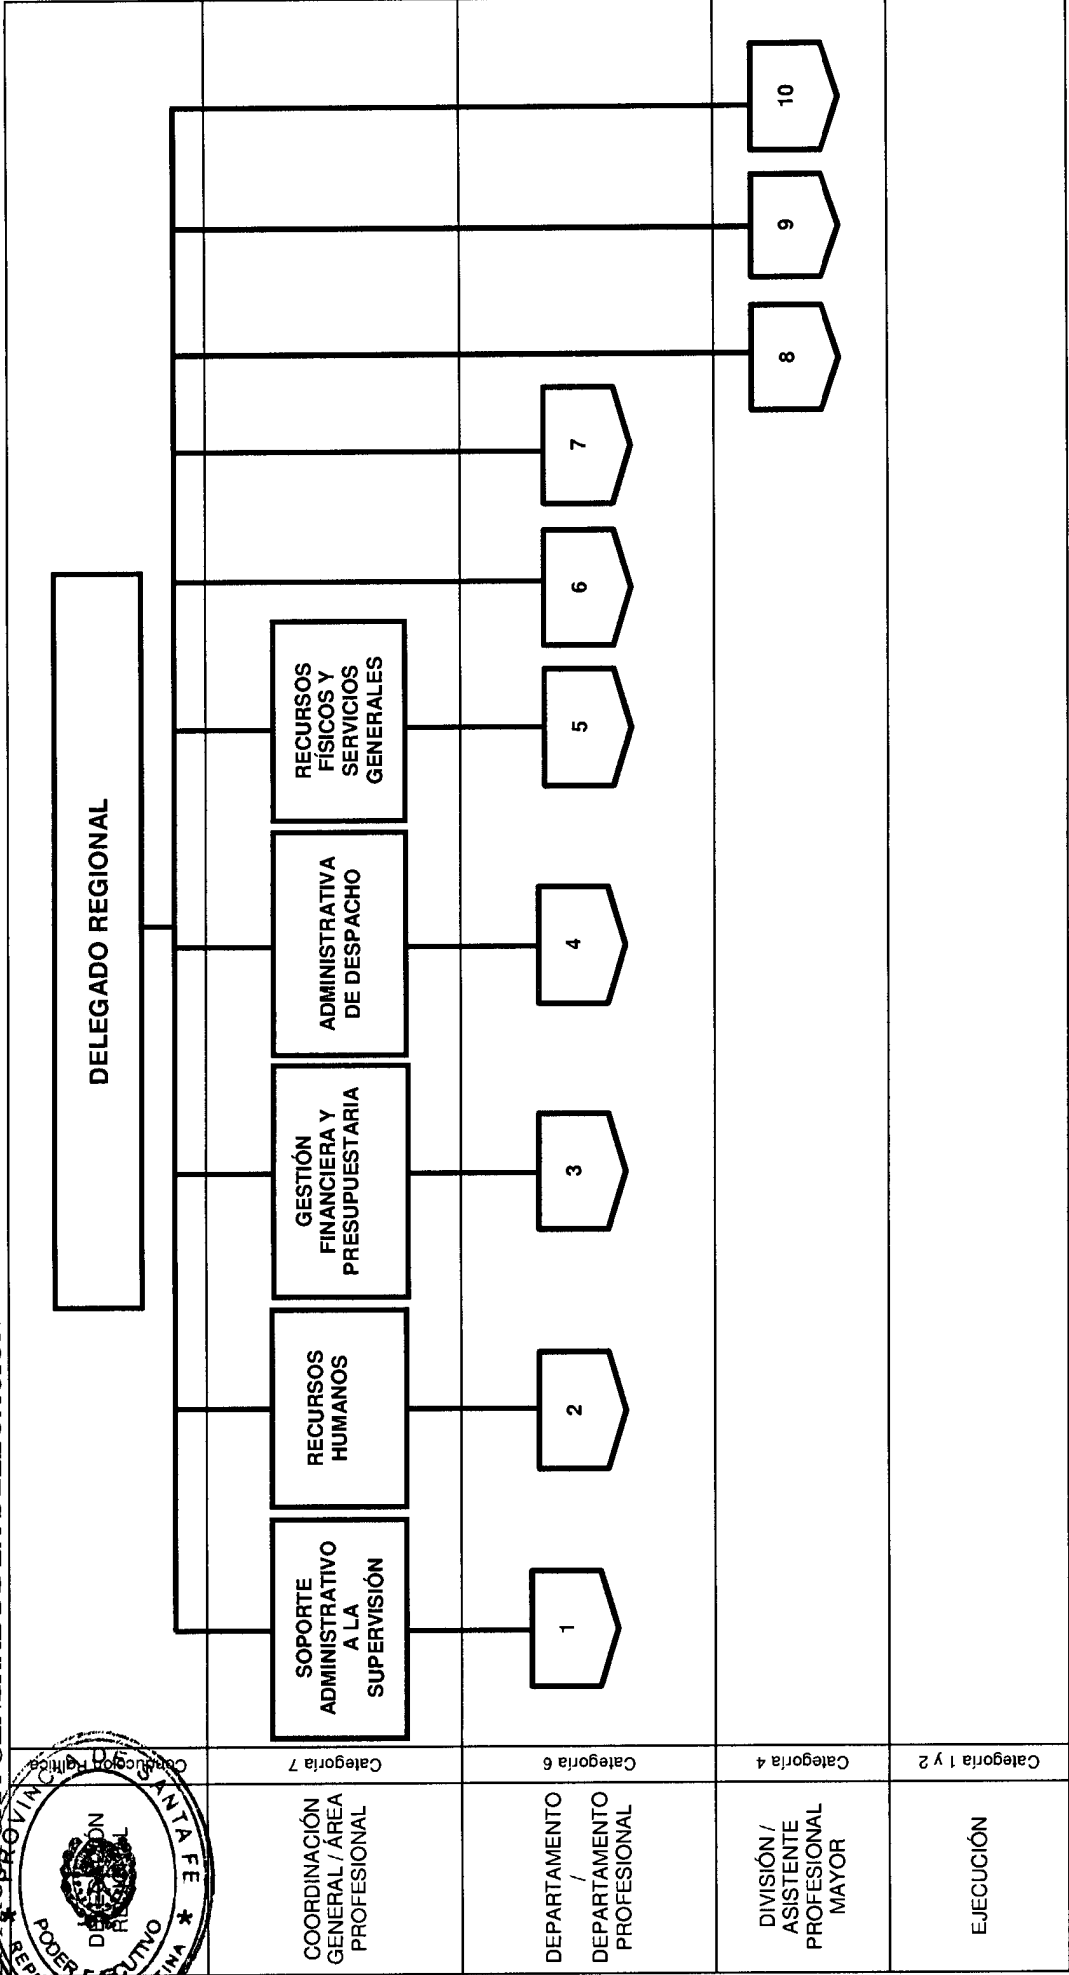 DELEGADO REGIONAL
SOPORTE
ADMINISTRATIVO
A LA
SUPERVISIÓN
RECURSOS
HUMANOS
GESTIÓN
FINANCIERA Y
PRESUPUESTARIA
ADMINISTRATIVA
DE DESPACHO
RECURSOS
FÍSICOS Y
SERVICIOS
GENERALES
1
2
3
4
5
6
7
8
9
10
Conducción Política
PROVINCIA DE SANTA FE
PODER EJECUTIVO
COORDINACIÓN
GENERAL / ÁREA
PROFESIONAL
Categoría 7
DEPARTAMENTO
/
DEPARTAMENTO
PROFESIONAL
Categoría 6
DIVISIÓN /
ASISTENTE
PROFESIONAL
MAYOR
Categoría 4
EJECUCIÓN
Categoría 1 y 2